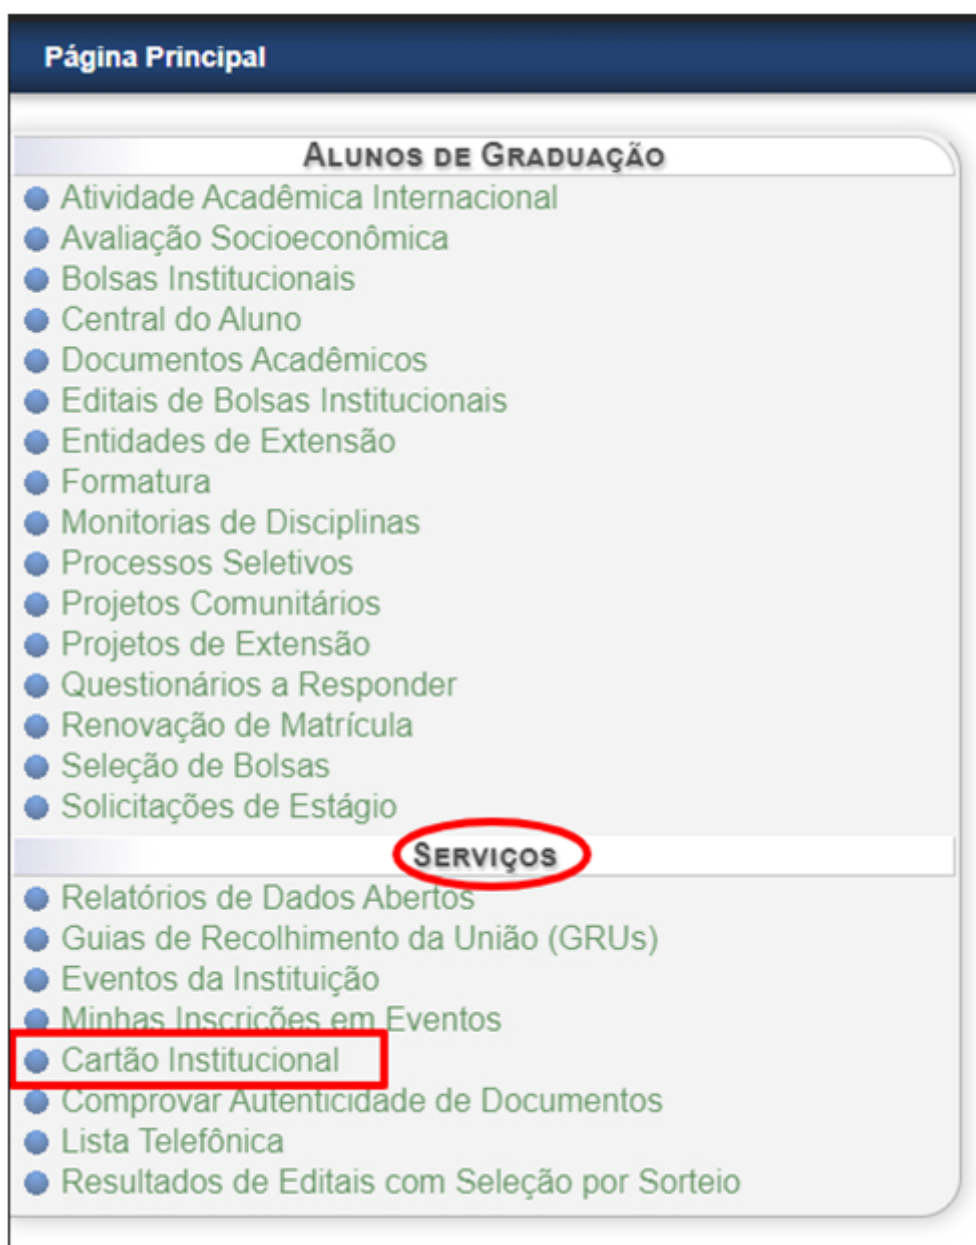 Página Principal
ALUNOS DE GRADUAÇÃO
Atividade Acadêmica Internacional
Avaliação Socioeconômica
Bolsas Institucionais
Central do Aluno
Documentos Acadêmicos
Editais de Bolsas Institucionais
Entidades de Extensão
Formatura
Monitorias de Disciplinas
Processos Seletivos
Projetos Comunitários
Projetos de Extensão
Questionários a Responder
Renovação de Matrícula
Seleção de Bolsas
Solicitações de Estágio
SERVIÇOS
Relatórios de Dados Abertos
Guias de Recolhimento da União (GRUs)
Eventos da Instituição
Minhas Inscrições em Eventos
Cartão Institucional
Comprovar Autenticidade de Documentos
Lista Telefônica
Resultados de Editais com Seleção por Sorteio